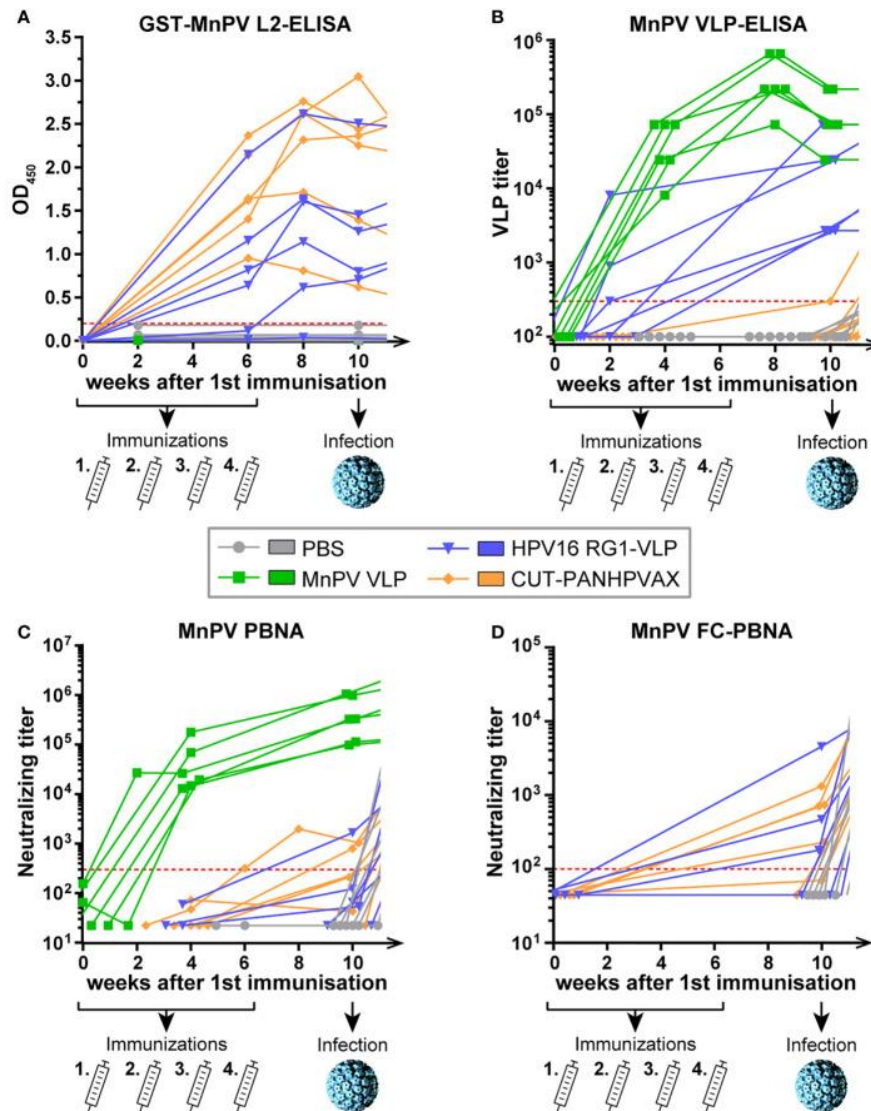 A
GST-MnPV L2-ELISA
3.5
3.0
2.5
2.0
1.5
1.0
0.5
0.0
OD450
0 2 4 6 8 10
weeks after 1st immunisation
Immunizations
Infection
1. 2. 3. 4.
B
MnPV VLP-ELISA
10^6
10^5
10^4
10^3
10^2
VLP titer
0 2 4 6 8 10
weeks after 1st immunisation
Immunizations
Infection
1. 2. 3. 4.
PBS
HPV16 RG1-VLP
MnPV VLP
CUT-PANHPVAX
C
MnPV PBNA
10^7
10^6
10^5
10^4
10^3
10^2
10^1
Neutralizing titer
0 2 4 6 8 10
weeks after 1st immunisation
Immunizations
Infection
1. 2. 3. 4.
D
MnPV FC-PBNA
10^5
10^4
10^3
10^2
10^1
Neutralizing titer
0 2 4 6 8 10
weeks after 1st immunisation
Immunizations
Infection
1. 2. 3. 4.